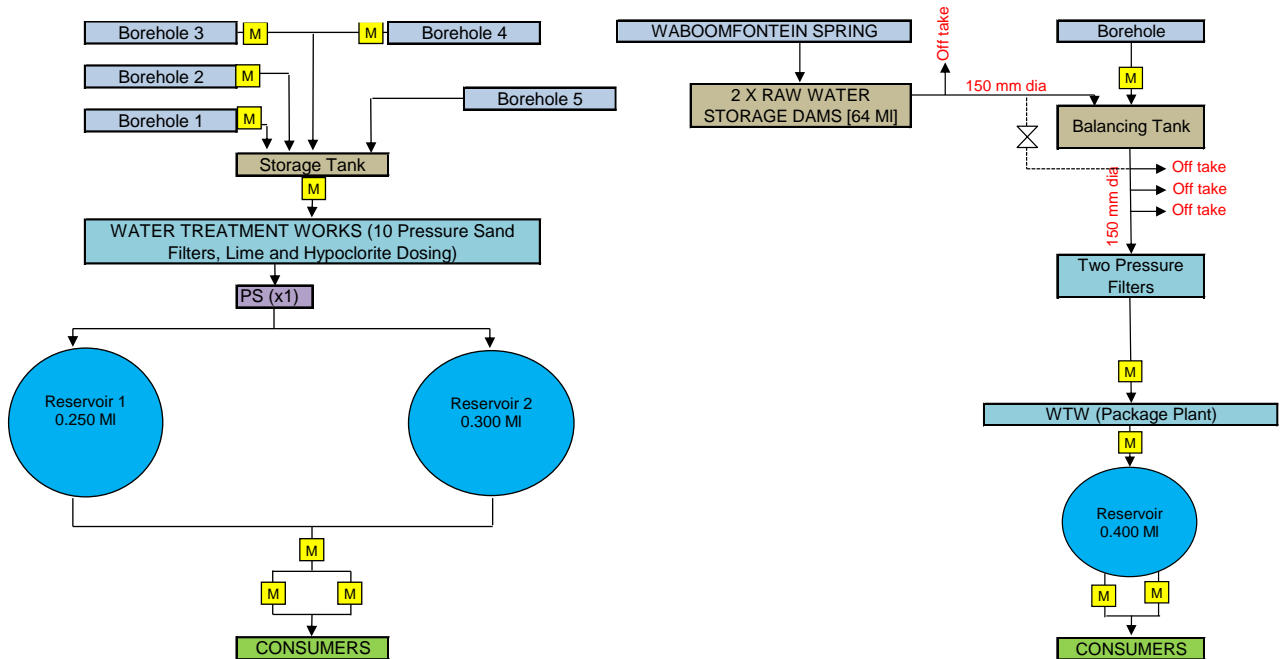 Borehole 3
M
M
Borehole 4
Borehole 2
M
Borehole 5
Borehole 1
M
Storage Tank
M
WATER TREATMENT WORKS (10 Pressure Sand
Filters, Lime and Hypoclorite Dosing)
PS (x1)
Reservoir 1
0.250 Ml
Reservoir 2
0.300 Ml
M
M
M
CONSUMERS
WABOOMFONTEIN SPRING
Off take
Borehole
M
2 X RAW WATER
STORAGE DAMS [64 Ml]
150 mm dia
Balancing Tank
Off take
Off take
Off take
150 mm dia
Two Pressure
Filters
M
WTW (Package Plant)
M
Reservoir
0.400 Ml
M
M
CONSUMERS